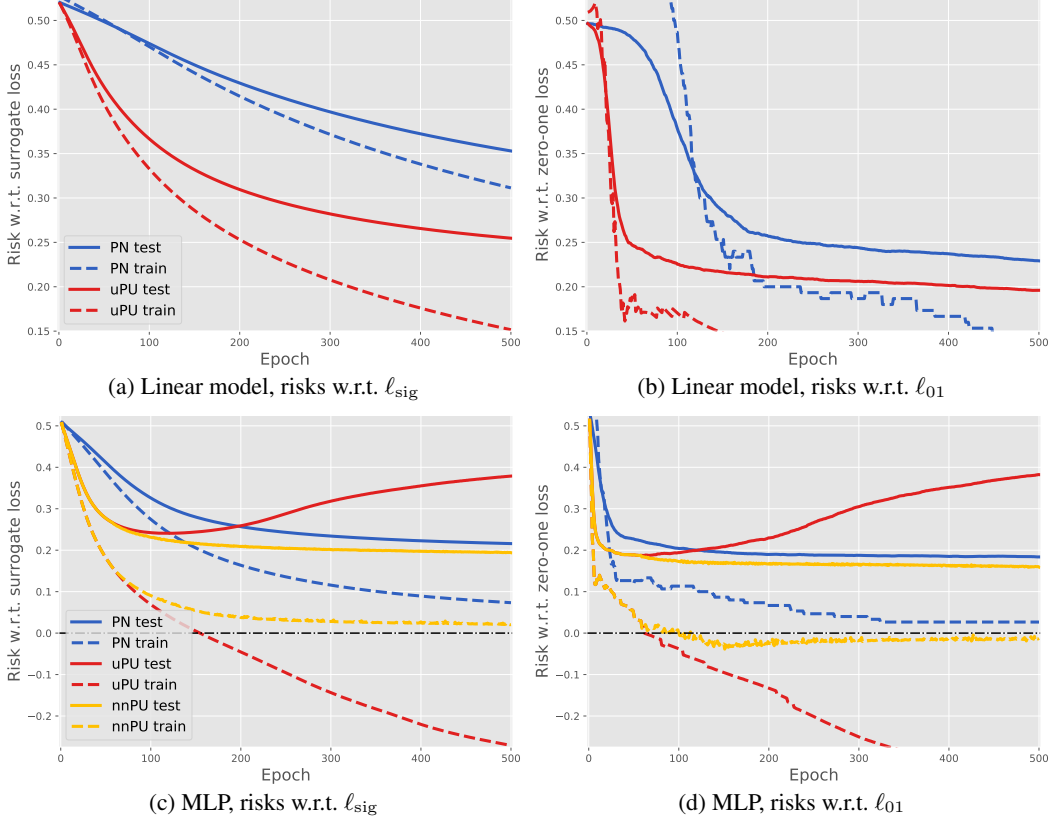 0.50
0.45
0.40
0.35
0.30
0.25
0.20
0.15
Risk w.r.t. surrogate loss
PN test
PN train
uPU test
uPU train
0 100 200 300 400 500
Epoch
(a) Linear model, risks w.r.t. ℓsig
0.50
0.45
0.40
0.35
0.30
0.25
0.20
0.15
Risk w.r.t. zero-one loss
0 100 200 300 400 500
Epoch
(b) Linear model, risks w.r.t. ℓ01
0.5
0.4
0.3
0.2
0.1
0.0
−0.1
−0.2
Risk w.r.t. surrogate loss
PN test
PN train
uPU test
uPU train
nnPU test
nnPU train
0 100 200 300 400 500
Epoch
(c) MLP, risks w.r.t. ℓsig
0.5
0.4
0.3
0.2
0.1
0.0
−0.1
−0.2
Risk w.r.t. zero-one loss
0 100 200 300 400 500
Epoch
(d) MLP, risks w.r.t. ℓ01